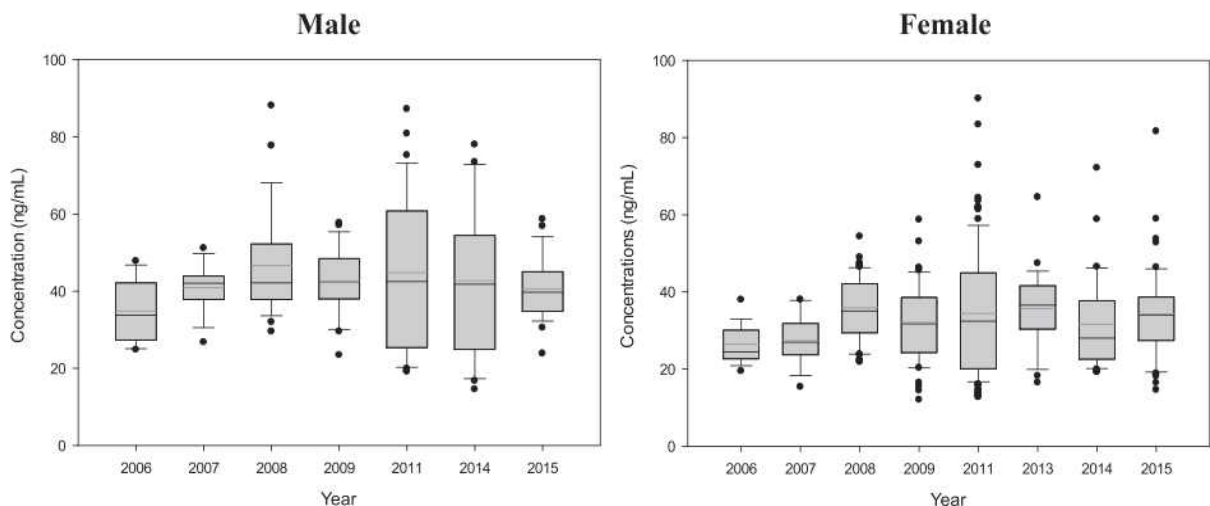 Male
100
80
60
40
20
0
Concentration (ng/mL)
2006 2007 2008 2009 2011 2014 2015
Year
Female
100
80
60
40
20
0
Concentrations (ng/mL)
2006 2007 2008 2009 2011 2013 2014 2015
Year